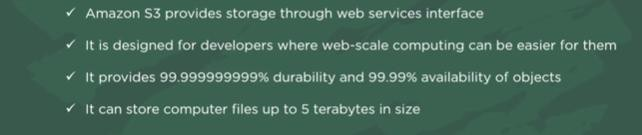 ✓ Amazon S3 provides storage through web services interface
✓ It is designed for developers where web-scale computing can be easier for them
✓ It provides 99.999999999% durability and 99.99% availability of objects
✓ It can store computer files up to 5 terabytes in size